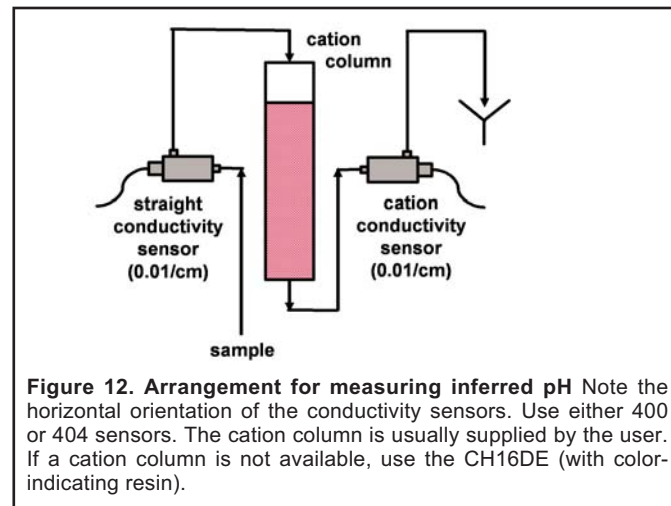 cation
column
straight
conductivity
sensor
(0.01/cm)
cation
conductivity
sensor
(0.01/cm)
sample
Figure 12. Arrangement for measuring inferred pH Note the
horizontal orientation of the conductivity sensors. Use either 400
or 404 sensors. The cation column is usually supplied by the user.
If a cation column is not available, use the CH16DE (with color-
indicating resin).